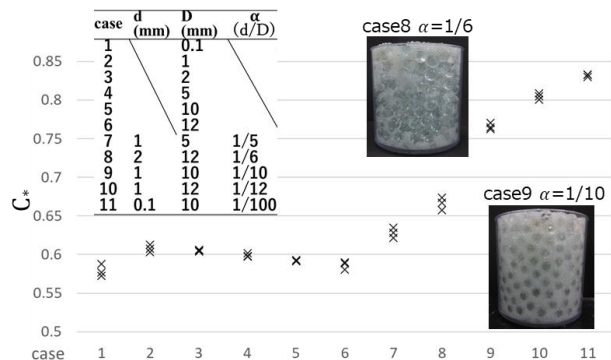 case d D α
(mm) (mm) (d/D)
1 0.1
2 1
3 2
4 5
5 10
6 12
7 1 5 1/5
8 2 12 1/6
9 1 10 1/10
10 1 12 1/12
11 0.1 10 1/100
case8 α=1/6
case9 α=1/10
C*
0.85
0.8
0.75
0.7
0.65
0.6
0.55
0.5
case 1 2 3 4 5 6 7 8 9 10 11